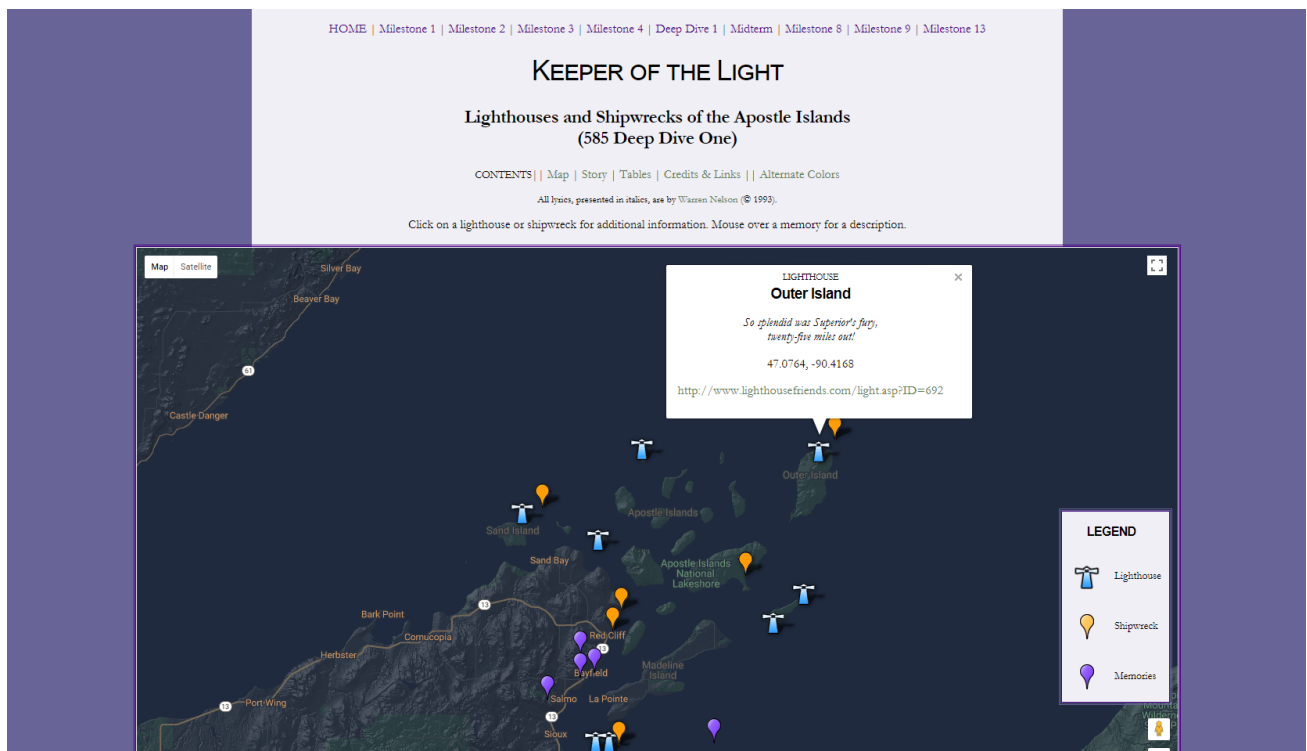 HOME | Milestone 1 | Milestone 2 | Milestone 3 | Milestone 4 | Deep Dive 1 | Midterm | Milestone 8 | Milestone 9 | Milestone 13
KEEPER OF THE LIGHT
Lighthouses and Shipwrecks of the Apostle Islands
(585 Deep Dive One)
CONTENTS| | Map | Story | Tables | Credits & Links | | Alternate Colors
All lyrics, presented in italics, are by Warren Nelson (© 1993).
Click on a lighthouse or shipwreck for additional information. Mouse over a memory for a description.
Map Satellite
Silver Bay
Beaver Bay
LIGHTHOUSE ×
Outer Island
So splendid was Superior's fury,
twenty-five miles out!
47.0764, -90.4168
http://www.lighthousefriends.com/light.asp?ID=692
61
Castle Danger
Outer Island
Apostle Islands
Sand Island
Sand Bay
Apostle Islands
National
Lakeshore
LEGEND
Lighthouse
Shipwreck
Memories
13
Bark Point
Cornucopia
Red Cliff
13
Herbster
Bayfield
Madeline
Island
Salmo
La Pointe
13
Port Wing
13
Sioux